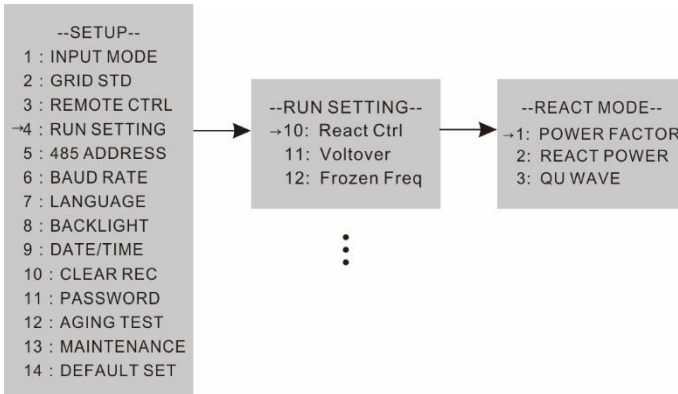 --SETUP--
1 : INPUT MODE
2 : GRID STD
3 : REMOTE CTRL
→4 : RUN SETTING
5 : 485 ADDRESS
6 : BAUD RATE
7 : LANGUAGE
8 : BACKLIGHT
9 : DATE/TIME
10 : CLEAR REC
11 : PASSWORD
12 : AGING TEST
13 : MAINTENANCE
14 : DEFAULT SET
--RUN SETTING--
→10: React Ctrl
11: Voltover
12: Frozen Freq
--REACT MODE--
→1: POWER FACTOR
2: REACT POWER
3: QU WAVE